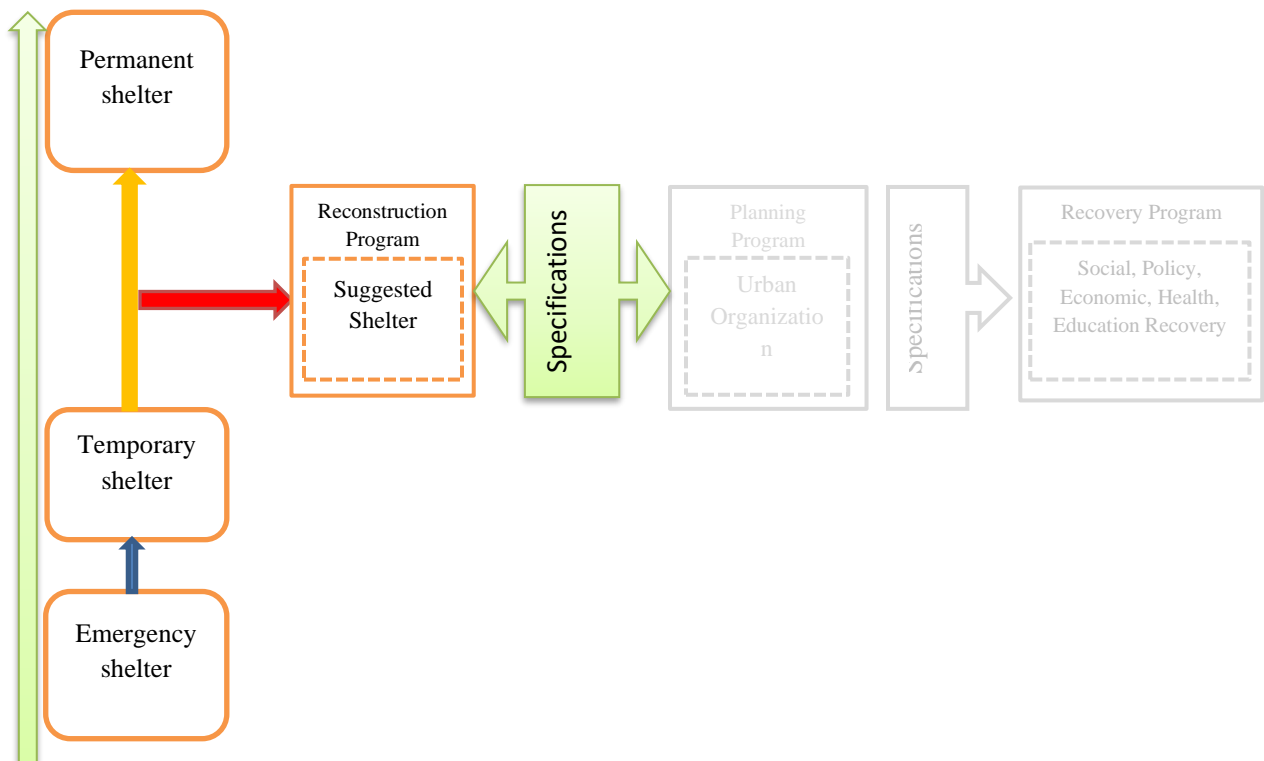 Permanent
shelter
Reconstruction
Program
Suggested
Shelter
Specifications
Planning
Program
Urban
Organizatio
n
Specifications
Recovery Program
Social, Policy,
Economic, Health,
Education Recovery
Temporary
shelter
Emergency
shelter